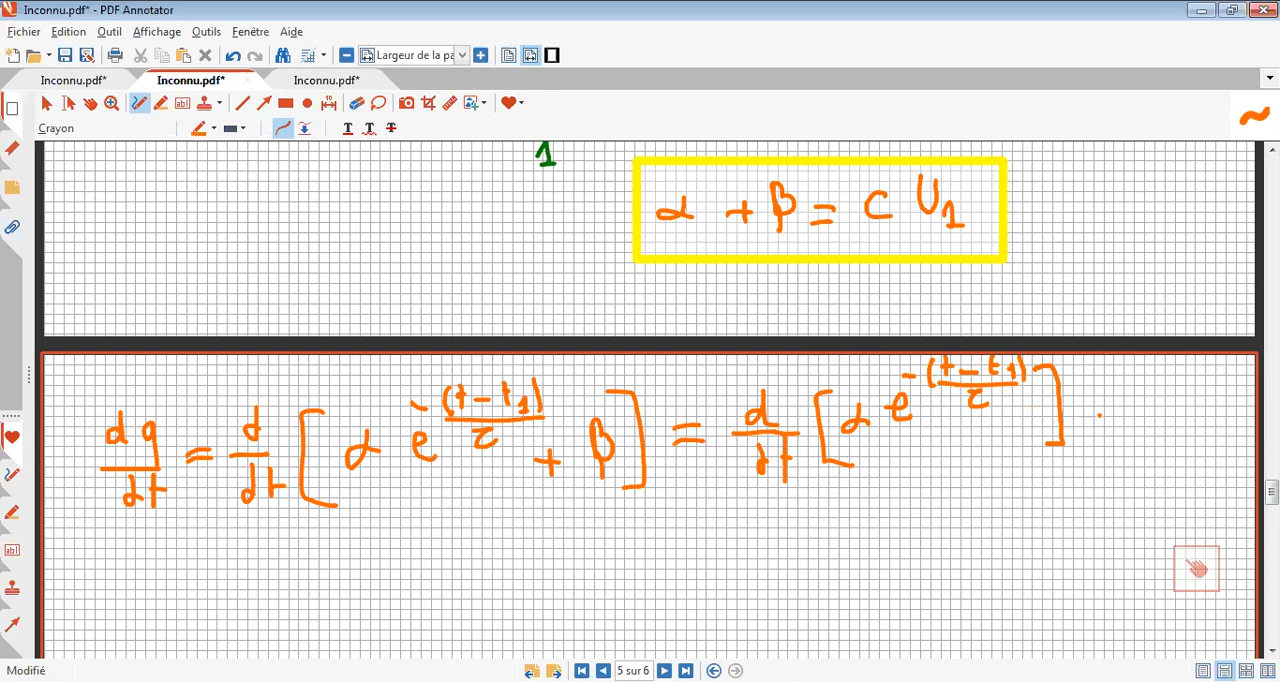 Inconnu.pdf* - PDF Annotator
Fichier Edition Outil Affichage Outils Fenêtre Aide
Largeur de la pa
Inconnu.pdf* Inconnu.pdf* Inconnu.pdf*
Crayon
1
α + β = C U₁
dq/dt = d/dt [α e^(-(t-t₁)/τ) + β] = d/dt [α e^(-(t-t₁)/τ)]
Modifié 5 sur 6